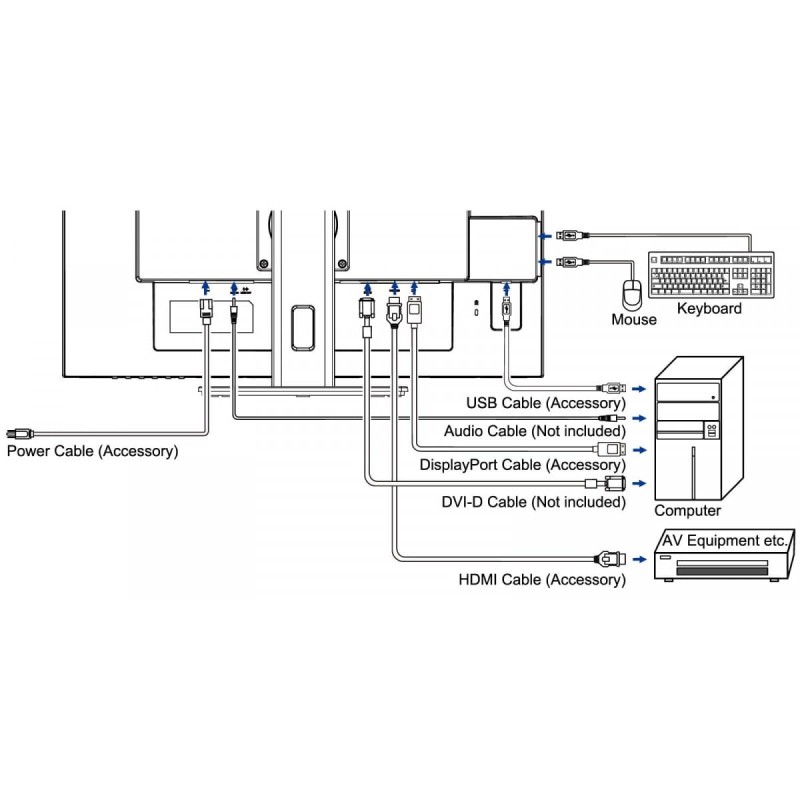 Keyboard
Mouse
USB Cable (Accessory)
Audio Cable (Not included)
Power Cable (Accessory)
DisplayPort Cable (Accessory)
DVI-D Cable (Not included)
Computer
AV Equipment etc.
HDMI Cable (Accessory)